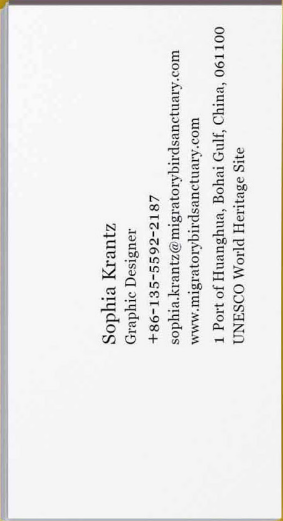 Sophia Krantz
Graphic Designer
+86-135-5592-2187
sophia.krantz@migratorybirdsanctuary.com
www.migratorybirdsanctuary.com
1 Port of Huanghua, Bohai Gulf, China, 061100
UNESCO World Heritage Site